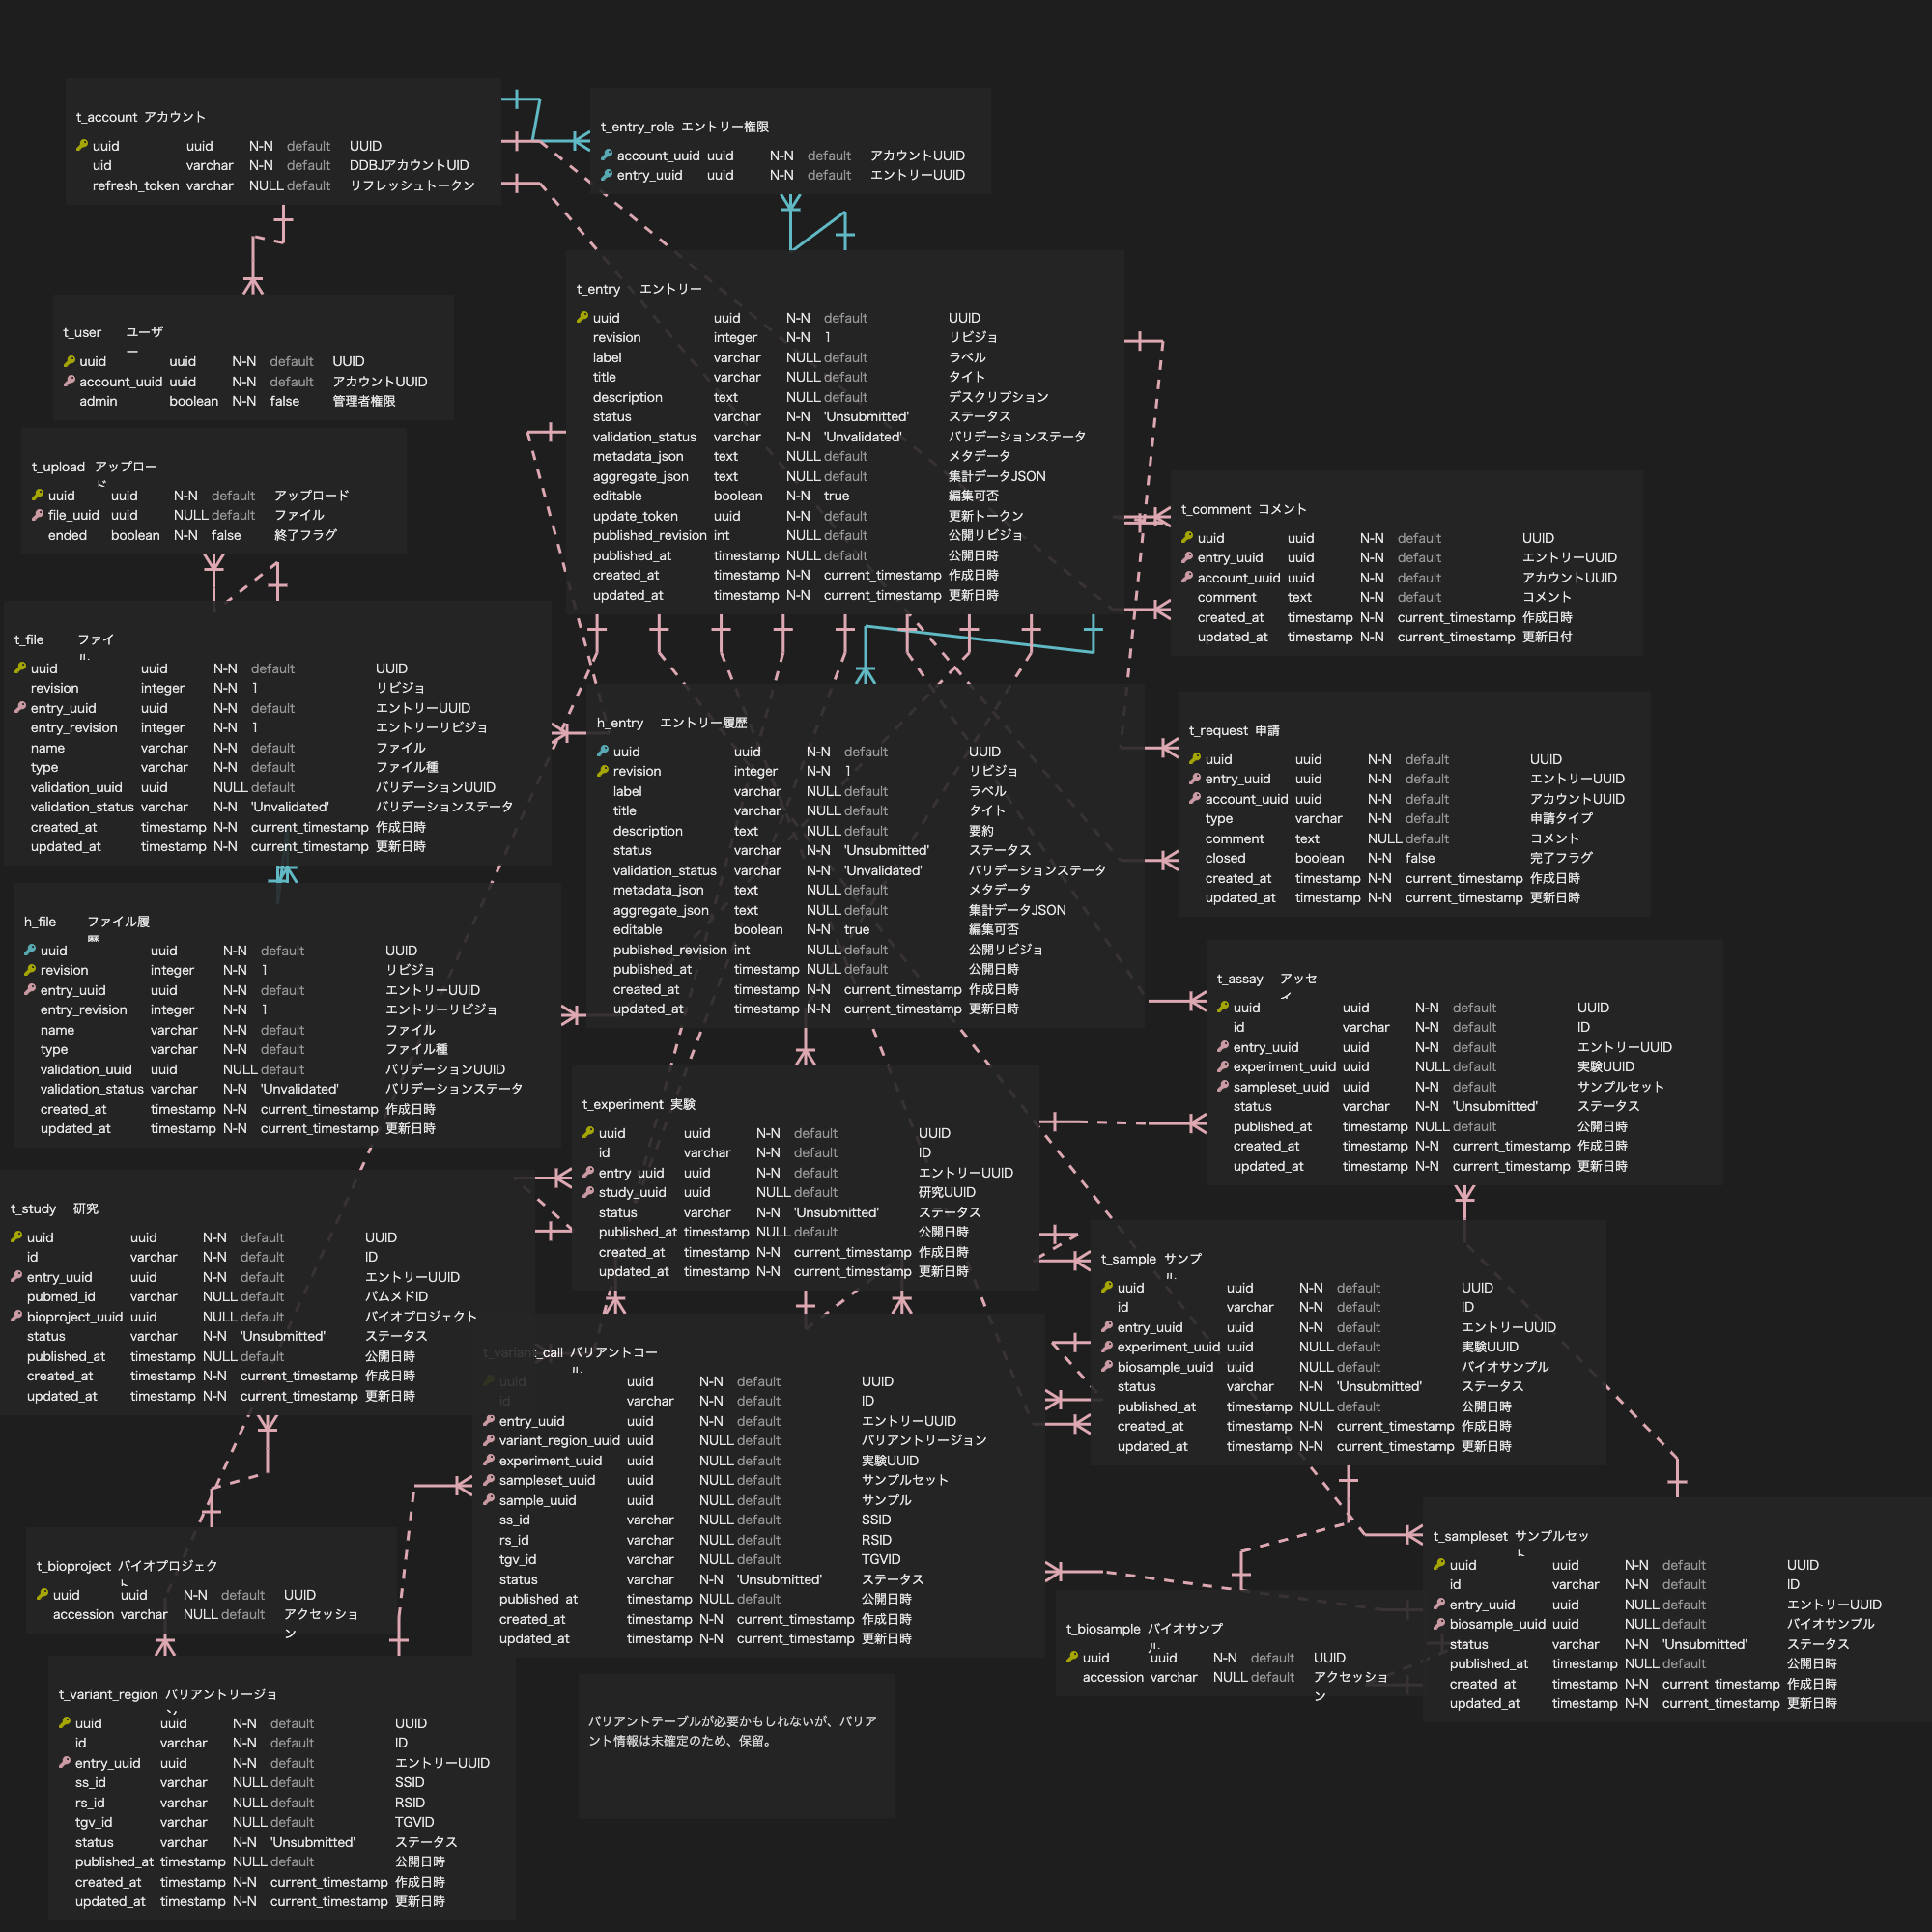 t_account アカウント
uuid uuid N-N default UUID
uid varchar N-N default DDBJアカウントUID
refresh_token varchar NULL default リフレッシュトークン
t_entry_role エントリー権限
account_uuid uuid N-N default アカウントUUID
entry_uuid uuid N-N default エントリーUUID
t_user ユーザー
uuid uuid N-N default UUID
account_uuid uuid N-N default アカウントUUID
admin boolean N-N false 管理者権限
t_entry エントリー
uuid uuid N-N default UUID
revision integer N-N 1 リビジョ
label varchar NULL default ラベル
title varchar NULL default タイト
description text NULL default デスクリプション
status varchar N-N 'Unsubmitted' ステータス
validation_status varchar N-N 'Unvalidated' バリデーションステータ
metadata_json text NULL default メタデータ
aggregate_json text NULL default 集計データJSON
editable boolean N-N true 編集可否
update_token uuid N-N default 更新トークン
published_revision int NULL default 公開リビジョ
published_at timestamp NULL default 公開日時
created_at timestamp N-N current_timestamp 作成日時
updated_at timestamp N-N current_timestamp 更新日時
t_upload アップロード
uuid uuid N-N default アップロード
file_uuid uuid NULL default ファイル
ended boolean N-N false 終了フラグ
t_comment コメント
uuid uuid N-N default UUID
entry_uuid uuid N-N default エントリーUUID
account_uuid uuid N-N default アカウントUUID
comment text N-N default コメント
created_at timestamp N-N current_timestamp 作成日時
updated_at timestamp N-N current_timestamp 更新日付
t_file ファイル
uuid uuid N-N default UUID
revision integer N-N 1 リビジョ
entry_uuid uuid N-N default エントリーUUID
entry_revision integer N-N 1 エントリーリビジョ
name varchar N-N default ファイル
type varchar N-N default ファイル種
validation_uuid uuid NULL default バリデーションUUID
validation_status varchar N-N 'Unvalidated' バリデーションステータ
created_at timestamp N-N current_timestamp 作成日時
updated_at timestamp N-N current_timestamp 更新日時
h_entry エントリー履歴
uuid uuid N-N default UUID
revision integer N-N 1 リビジョ
label varchar NULL default ラベル
title varchar NULL default タイト
description text NULL default 要約
status varchar N-N 'Unsubmitted' ステータス
validation_status varchar N-N 'Unvalidated' バリデーションステータ
metadata_json text NULL default メタデータ
aggregate_json text NULL default 集計データJSON
editable boolean N-N true 編集可否
published_revision int NULL default 公開リビジョ
published_at timestamp NULL default 公開日時
created_at timestamp N-N current_timestamp 作成日時
updated_at timestamp N-N current_timestamp 更新日時
t_request 申請
uuid uuid N-N default UUID
entry_uuid uuid N-N default エントリーUUID
account_uuid uuid N-N default アカウントUUID
type varchar N-N default 申請タイプ
comment text NULL default コメント
closed boolean N-N false 完了フラグ
created_at timestamp N-N current_timestamp 作成日時
updated_at timestamp N-N current_timestamp 更新日時
h_file ファイル履歴
uuid uuid N-N default UUID
revision integer N-N 1 リビジョ
entry_uuid uuid N-N default エントリーUUID
entry_revision integer N-N 1 エントリーリビジョ
name varchar N-N default ファイル
type varchar N-N default ファイル種
validation_uuid uuid NULL default バリデーションUUID
validation_status varchar N-N 'Unvalidated' バリデーションステータ
created_at timestamp N-N current_timestamp 作成日時
updated_at timestamp N-N current_timestamp 更新日時
t_assay アッセイ
uuid uuid N-N default UUID
id varchar N-N default ID
entry_uuid uuid N-N default エントリーUUID
experiment_uuid uuid NULL default 実験UUID
sampleset_uuid uuid N-N default サンプルセット
status varchar N-N 'Unsubmitted' ステータス
published_at timestamp NULL default 公開日時
created_at timestamp N-N current_timestamp 作成日時
updated_at timestamp N-N current_timestamp 更新日時
t_experiment 実験
uuid uuid N-N default UUID
id varchar N-N default ID
entry_uuid uuid N-N default エントリーUUID
study_uuid uuid NULL default 研究UUID
status varchar N-N 'Unsubmitted' ステータス
published_at timestamp NULL default 公開日時
created_at timestamp N-N current_timestamp 作成日時
updated_at timestamp N-N current_timestamp 更新日時
t_study 研究
uuid uuid N-N default UUID
id varchar N-N default ID
entry_uuid uuid N-N default エントリーUUID
pubmed_id varchar NULL default パムメドID
bioproject_uuid uuid NULL default バイオプロジェクト
status varchar N-N 'Unsubmitted' ステータス
published_at timestamp NULL default 公開日時
created_at timestamp N-N current_timestamp 作成日時
updated_at timestamp N-N current_timestamp 更新日時
t_sample サンプル
uuid uuid N-N default UUID
id varchar N-N default ID
entry_uuid uuid N-N default エントリーUUID
experiment_uuid uuid NULL default 実験UUID
biosample_uuid uuid NULL default バイオサンプル
status varchar N-N 'Unsubmitted' ステータス
published_at timestamp NULL default 公開日時
created_at timestamp N-N current_timestamp 作成日時
updated_at timestamp N-N current_timestamp 更新日時
t_variant_call バリアントコール
uuid uuid N-N default UUID
id varchar N-N default ID
entry_uuid uuid N-N default エントリーUUID
variant_region_uuid uuid NULL default バリアントリージョン
experiment_uuid uuid NULL default 実験UUID
sampleset_uuid uuid NULL default サンプルセット
sample_uuid uuid NULL default サンプル
ss_id varchar NULL default SSID
rs_id varchar NULL default RSID
tgv_id varchar NULL default TGVID
status varchar N-N 'Unsubmitted' ステータス
published_at timestamp NULL default 公開日時
created_at timestamp N-N current_timestamp 作成日時
updated_at timestamp N-N current_timestamp 更新日時
t_sampleset サンプルセット
uuid uuid N-N default UUID
id varchar N-N default ID
entry_uuid uuid NULL default エントリーUUID
biosample_uuid uuid NULL default バイオサンプル
status varchar N-N 'Unsubmitted' ステータス
published_at timestamp NULL default 公開日時
created_at timestamp N-N current_timestamp 作成日時
updated_at timestamp N-N current_timestamp 更新日時
t_bioproject バイオプロジェクト
uuid uuid N-N default UUID
accession varchar NULL default アクセッション
t_biosample バイオサンプル
uuid uuid N-N default UUID
accession varchar NULL default アクセッション
t_variant_region バリアントリージョン
uuid uuid N-N default UUID
id varchar N-N default ID
entry_uuid uuid N-N default エントリーUUID
ss_id varchar NULL default SSID
rs_id varchar NULL default RSID
tgv_id varchar NULL default TGVID
status varchar N-N 'Unsubmitted' ステータス
published_at timestamp NULL default 公開日時
created_at timestamp N-N current_timestamp 作成日時
updated_at timestamp N-N current_timestamp 更新日時
バリアントテーブルが必要かもしれないが、バリア
ント情報は未確定のため、保留。